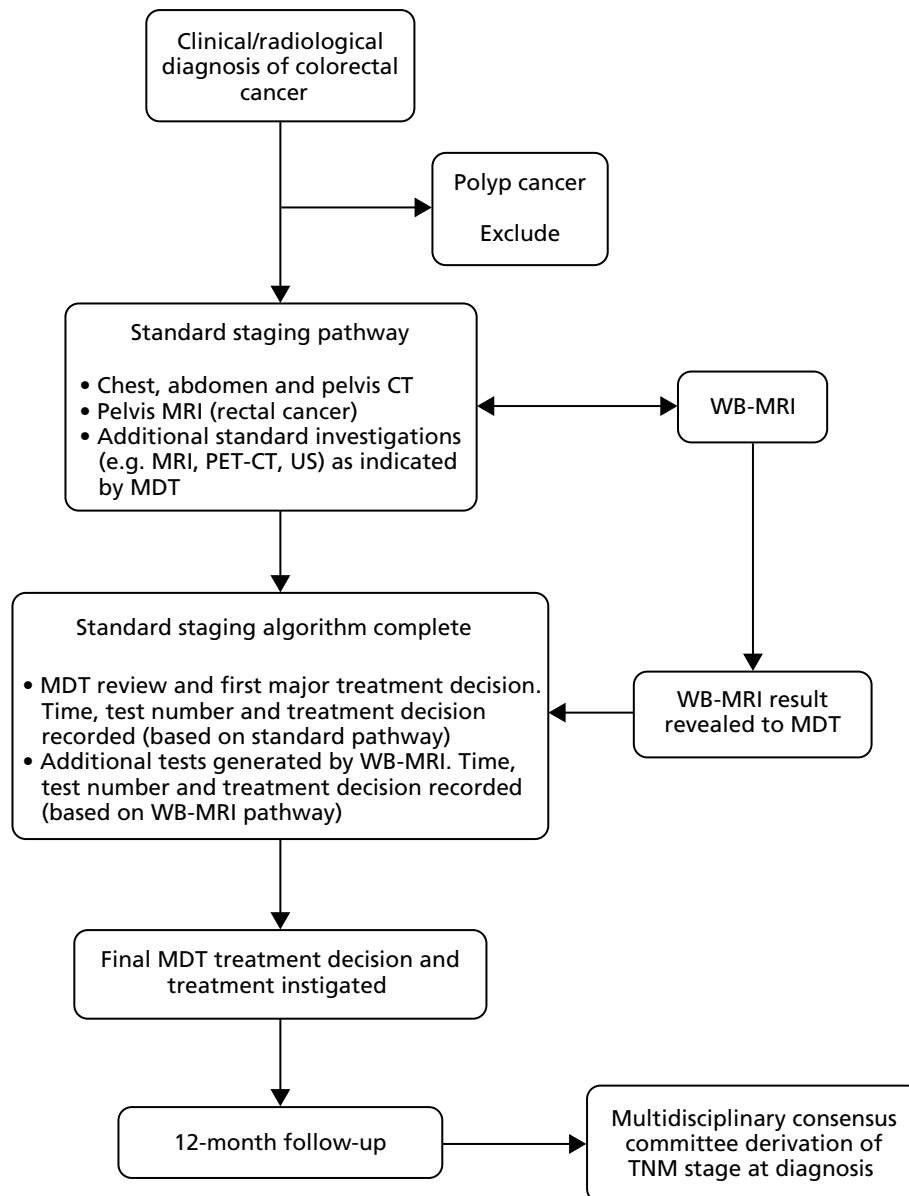 Clinical/radiological
diagnosis of colorectal
cancer
Polyp cancer
Exclude
Standard staging pathway
• Chest, abdomen and pelvis CT
• Pelvis MRI (rectal cancer)
• Additional standard investigations
(e.g. MRI, PET-CT, US) as indicated
by MDT
WB-MRI
Standard staging algorithm complete
• MDT review and first major treatment decision.
Time, test number and treatment decision
recorded (based on standard pathway)
• Additional tests generated by WB-MRI. Time,
test number and treatment decision recorded
(based on WB-MRI pathway)
WB-MRI result
revealed to MDT
Final MDT treatment decision and
treatment instigated
12-month follow-up
Multidisciplinary consensus
committee derivation of
TNM stage at diagnosis